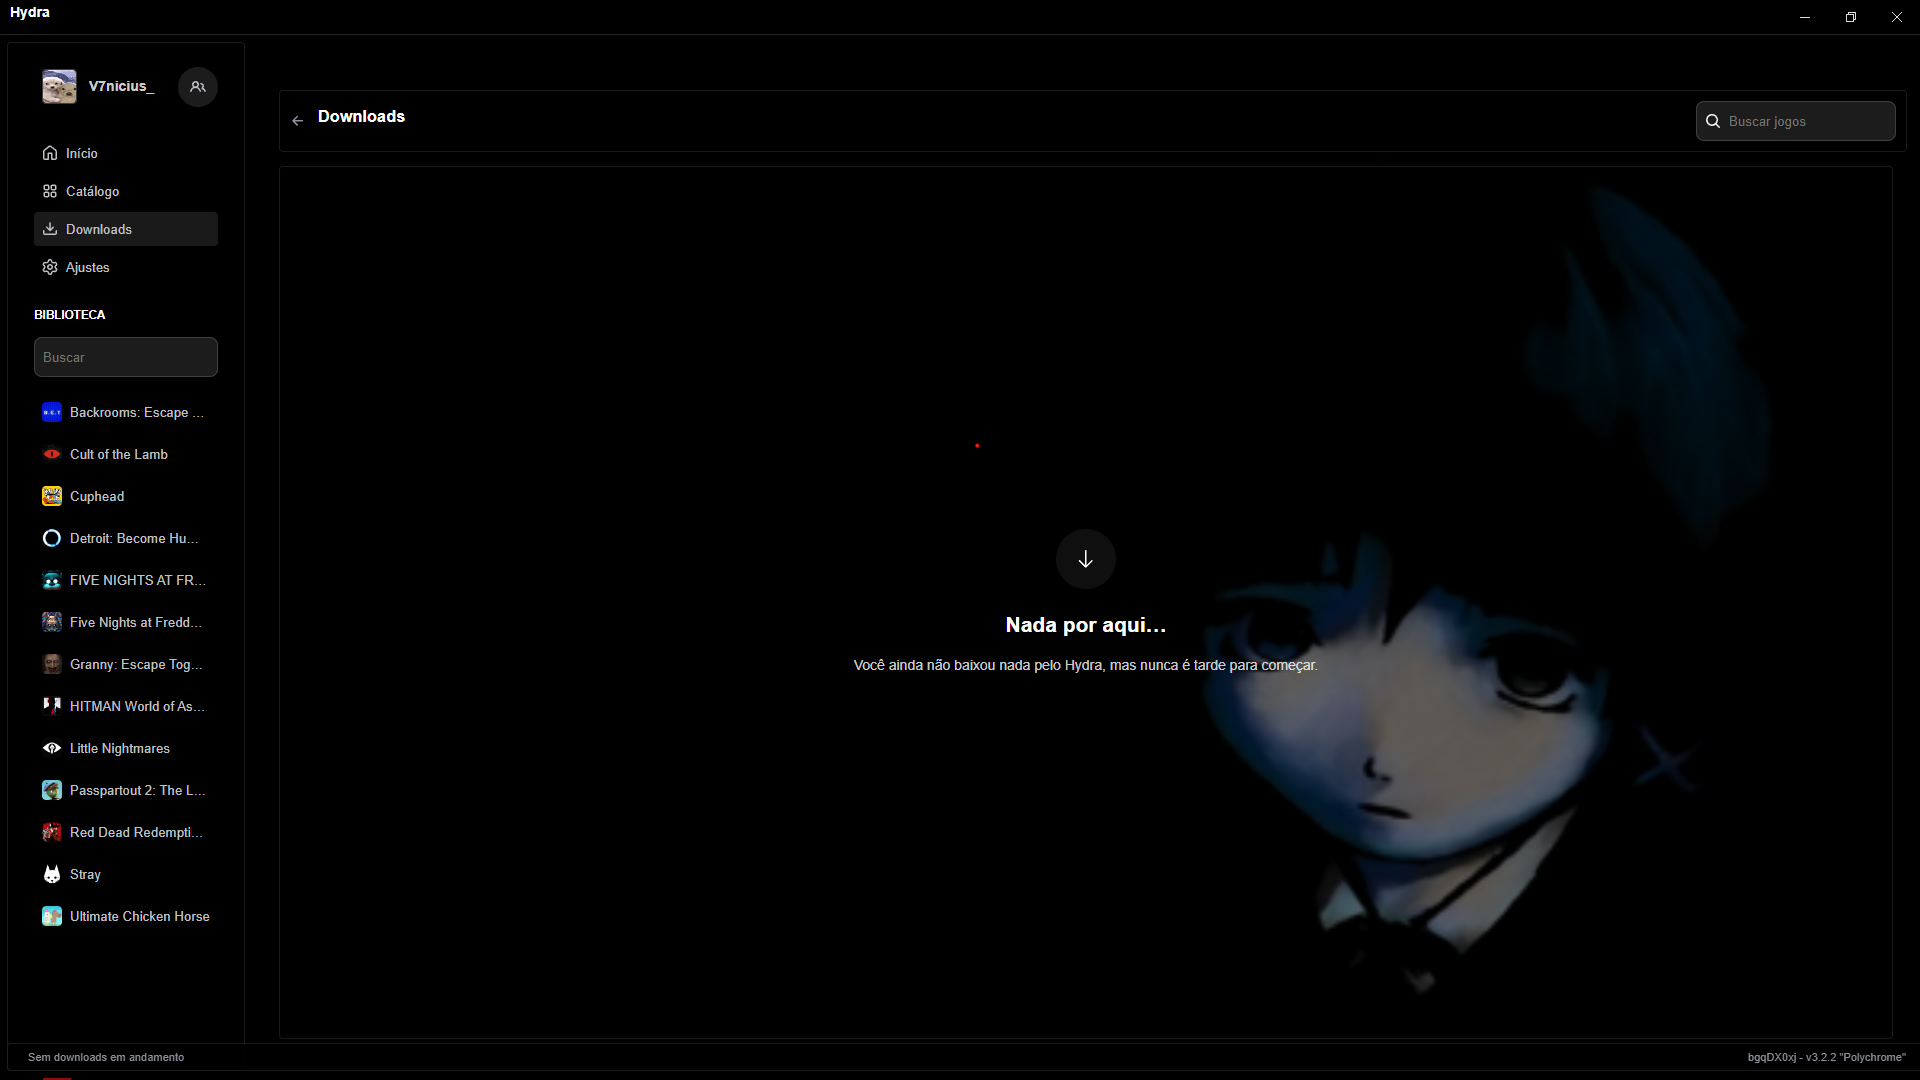 Hydra
V7nicius_
Início
Catálogo
Downloads
Ajustes
BIBLIOTECA
Buscar
Backrooms: Escape ...
Cult of the Lamb
Cuphead
Detroit: Become Hu...
FIVE NIGHTS AT FR...
Five Nights at Fredd...
Granny: Escape Tog...
HITMAN World of As...
Little Nightmares
Passpartout 2: The L...
Red Dead Redempti...
Stray
Ultimate Chicken Horse
Downloads
Buscar jogos
Nada por aqui…
Você ainda não baixou nada pelo Hydra, mas nunca é tarde para começar.
Sem downloads em andamento
bgqDX0xj - v3.2.2 "Polychrome"